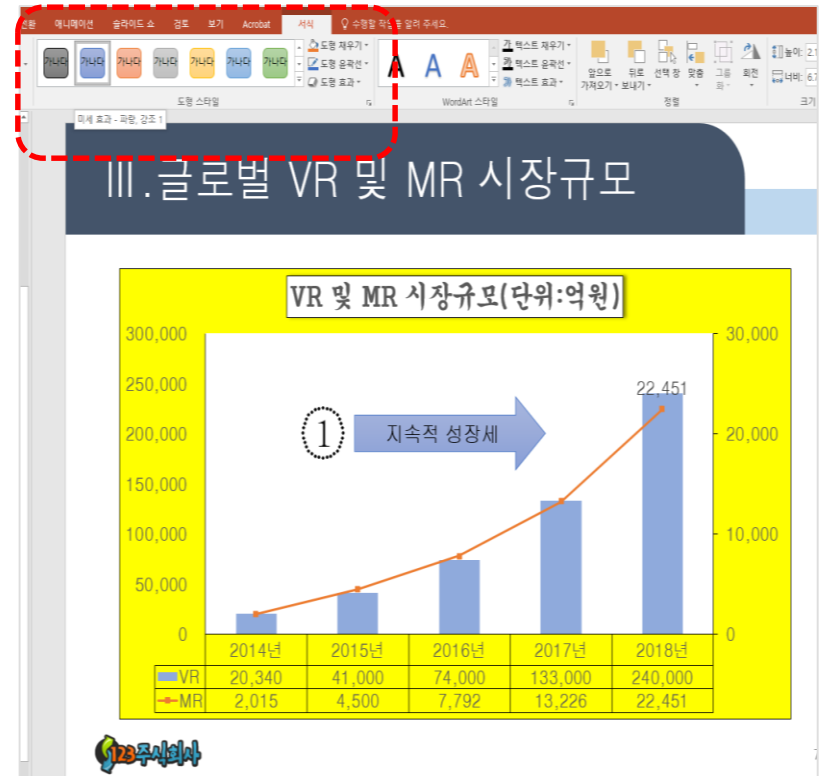 전환 애니메이션 슬라이드 쇼 검토 보기 Acrobat 서식 수행할 작업을 알려 주세요.
가나다 가나다 가나다 가나다 가나다 가나다 가나다
도형 채우기
도형 윤곽선
도형 효과
A A A
텍스트 채우기
텍스트 윤곽선
텍스트 효과
앞으로 가져오기
뒤로 보내기
선택 창
맞춤
그룹화
회전
높이: 2.1
너비: 6.7
도형 스타일 WordArt 스타일 정렬 크기
미세 효과 - 파랑, 강조 1
Ⅲ.글로벌 VR 및 MR 시장규모
VR 및 MR 시장규모(단위:억원)
300,000 30,000
250,000 22,451
① 지속적 성장세
200,000 20,000
150,000
100,000 10,000
50,000
0 0
2014년 2015년 2016년 2017년 2018년
VR 20,340 41,000 74,000 133,000 240,000
MR 2,015 4,500 7,792 13,226 22,451
123주식회사